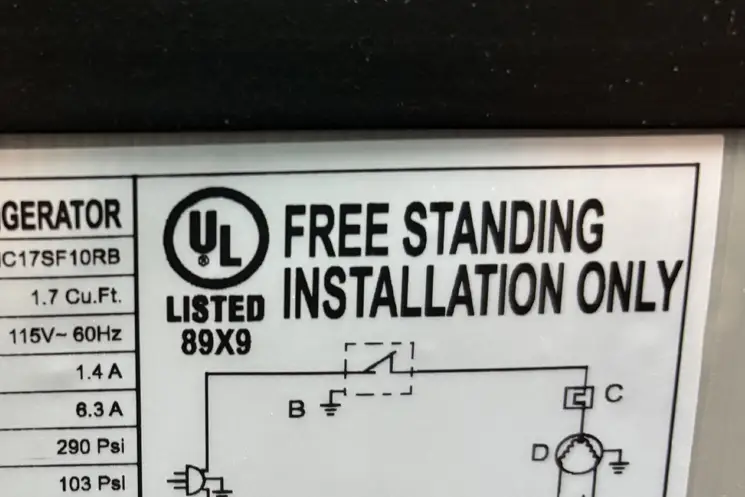 GERATOR
C17SF10RB
1.7 Cu.Ft.
115V~ 60Hz
1.4 A
6.3 A
290 Psi
103 Psi
UL
®
LISTED
89X9
FREE STANDING
INSTALLATION ONLY
B
C
D